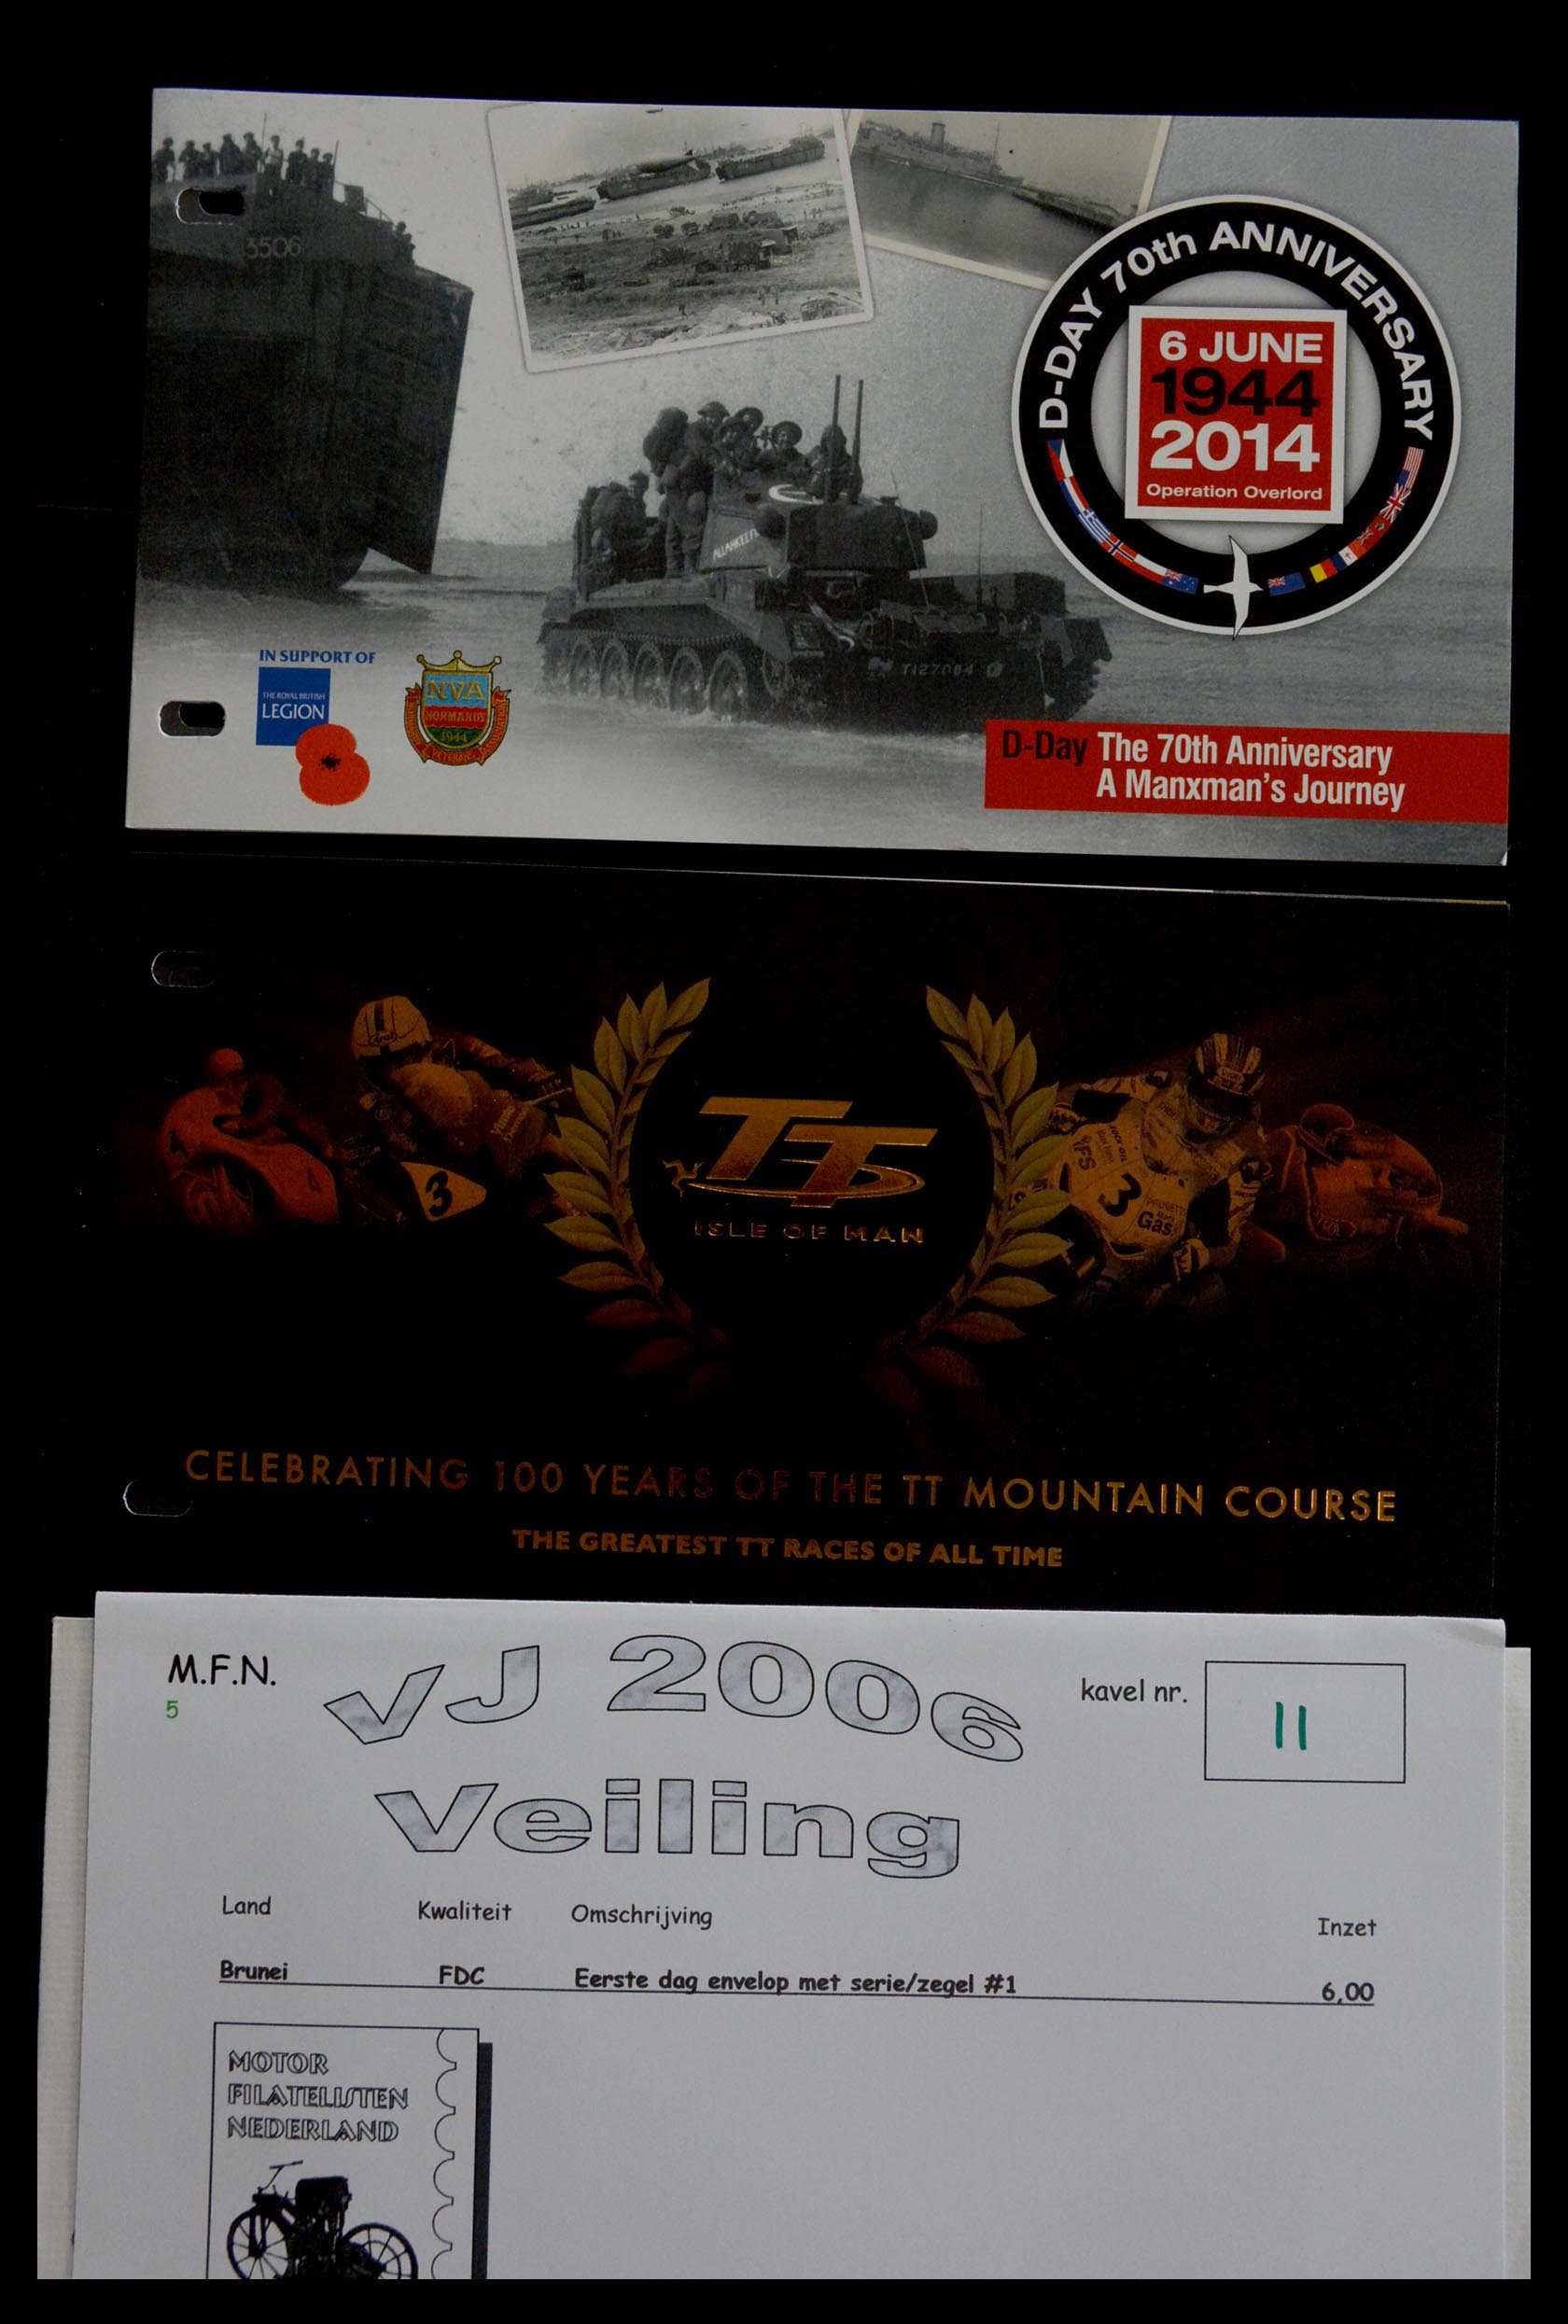 3506
D-DAY 70th ANNIVERSARY
6 JUNE
1944
2014
Operation Overlord
T127084
IN SUPPORT OF
THE ROYAL BRITISH
LEGION
NVA
NORMANDY
1944
VETERANS
D-Day The 70th Anniversary
A Manxman's Journey
TT
ISLE OF MAN
3
4
3
Gas
CELEBRATING 100 YEARS OF THE TT MOUNTAIN COURSE
THE GREATEST TT RACES OF ALL TIME
M.F.N.
5
VJ 2006
Veiling
kavel nr.
11
Land Kwaliteit Omschrijving Inzet
Brunei FDC Eerste dag envelop met serie/zegel #1 6,00
MOTOR
FILATELISTEN
NEDERLAND